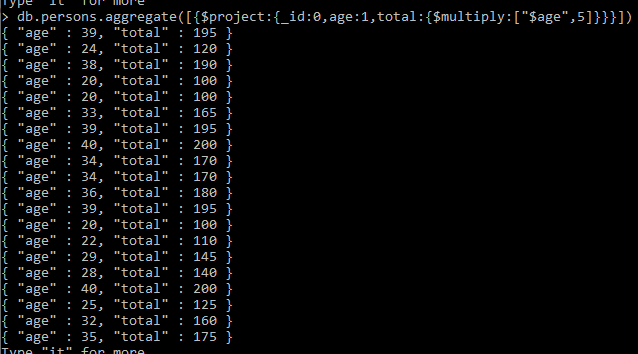 Type "it" for more
> db.persons.aggregate([{$project:{_id:0,age:1,total:{$multiply:["$age",5]}}}])
{ "age" : 39, "total" : 195 }
{ "age" : 24, "total" : 120 }
{ "age" : 38, "total" : 190 }
{ "age" : 20, "total" : 100 }
{ "age" : 20, "total" : 100 }
{ "age" : 33, "total" : 165 }
{ "age" : 39, "total" : 195 }
{ "age" : 40, "total" : 200 }
{ "age" : 34, "total" : 170 }
{ "age" : 34, "total" : 170 }
{ "age" : 36, "total" : 180 }
{ "age" : 39, "total" : 195 }
{ "age" : 20, "total" : 100 }
{ "age" : 22, "total" : 110 }
{ "age" : 29, "total" : 145 }
{ "age" : 28, "total" : 140 }
{ "age" : 40, "total" : 200 }
{ "age" : 25, "total" : 125 }
{ "age" : 32, "total" : 160 }
{ "age" : 35, "total" : 175 }
Type "it" for more